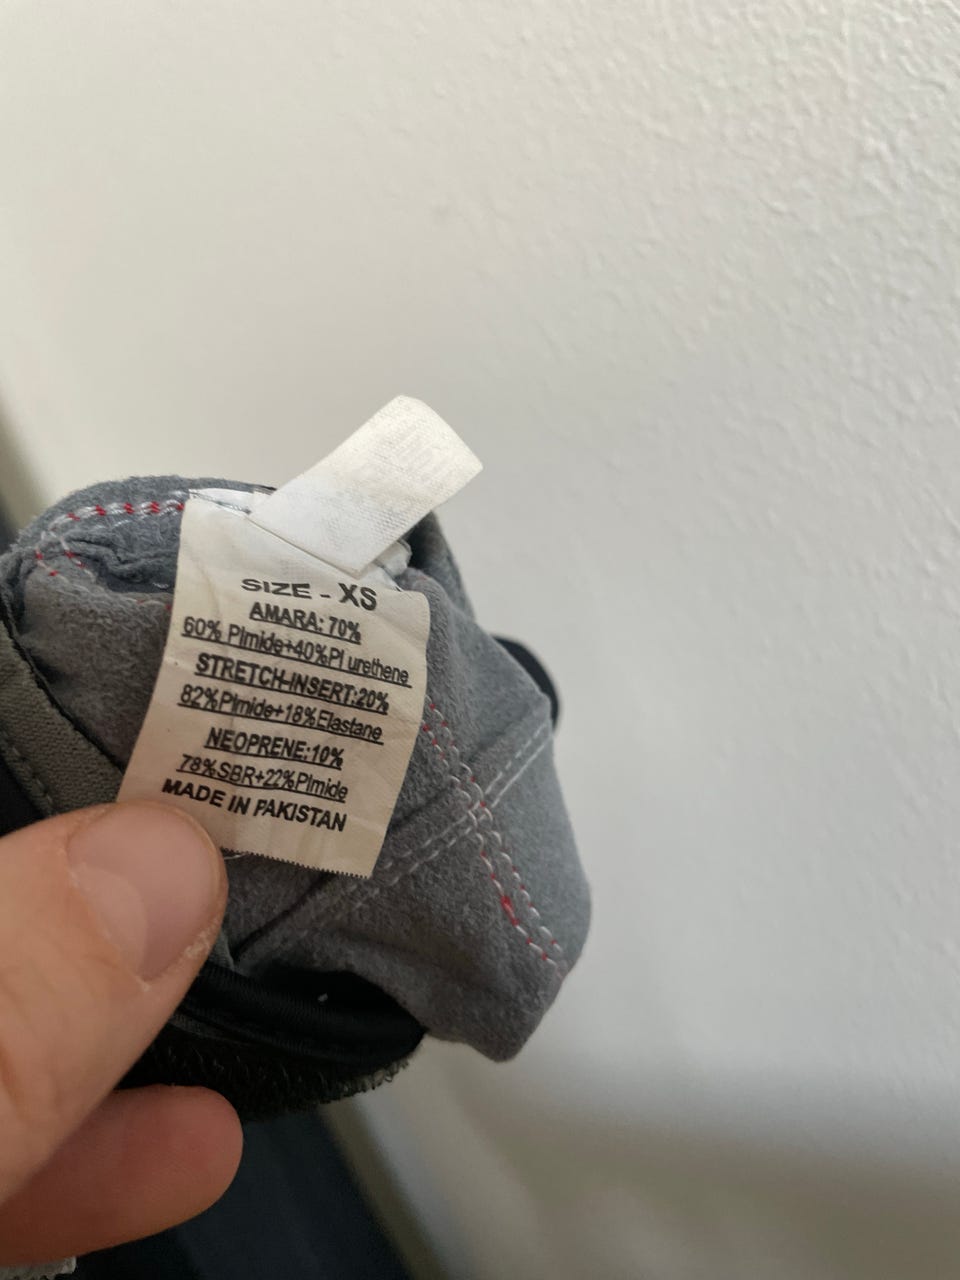 SIZE - XS
AMARA: 70%
60% Plmide+40%Pl urethene
STRETCH-INSERT:20%
82%Plmide+18%Elastane
NEOPRENE:10%
78%SBR+22%Plmide
MADE IN PAKISTAN